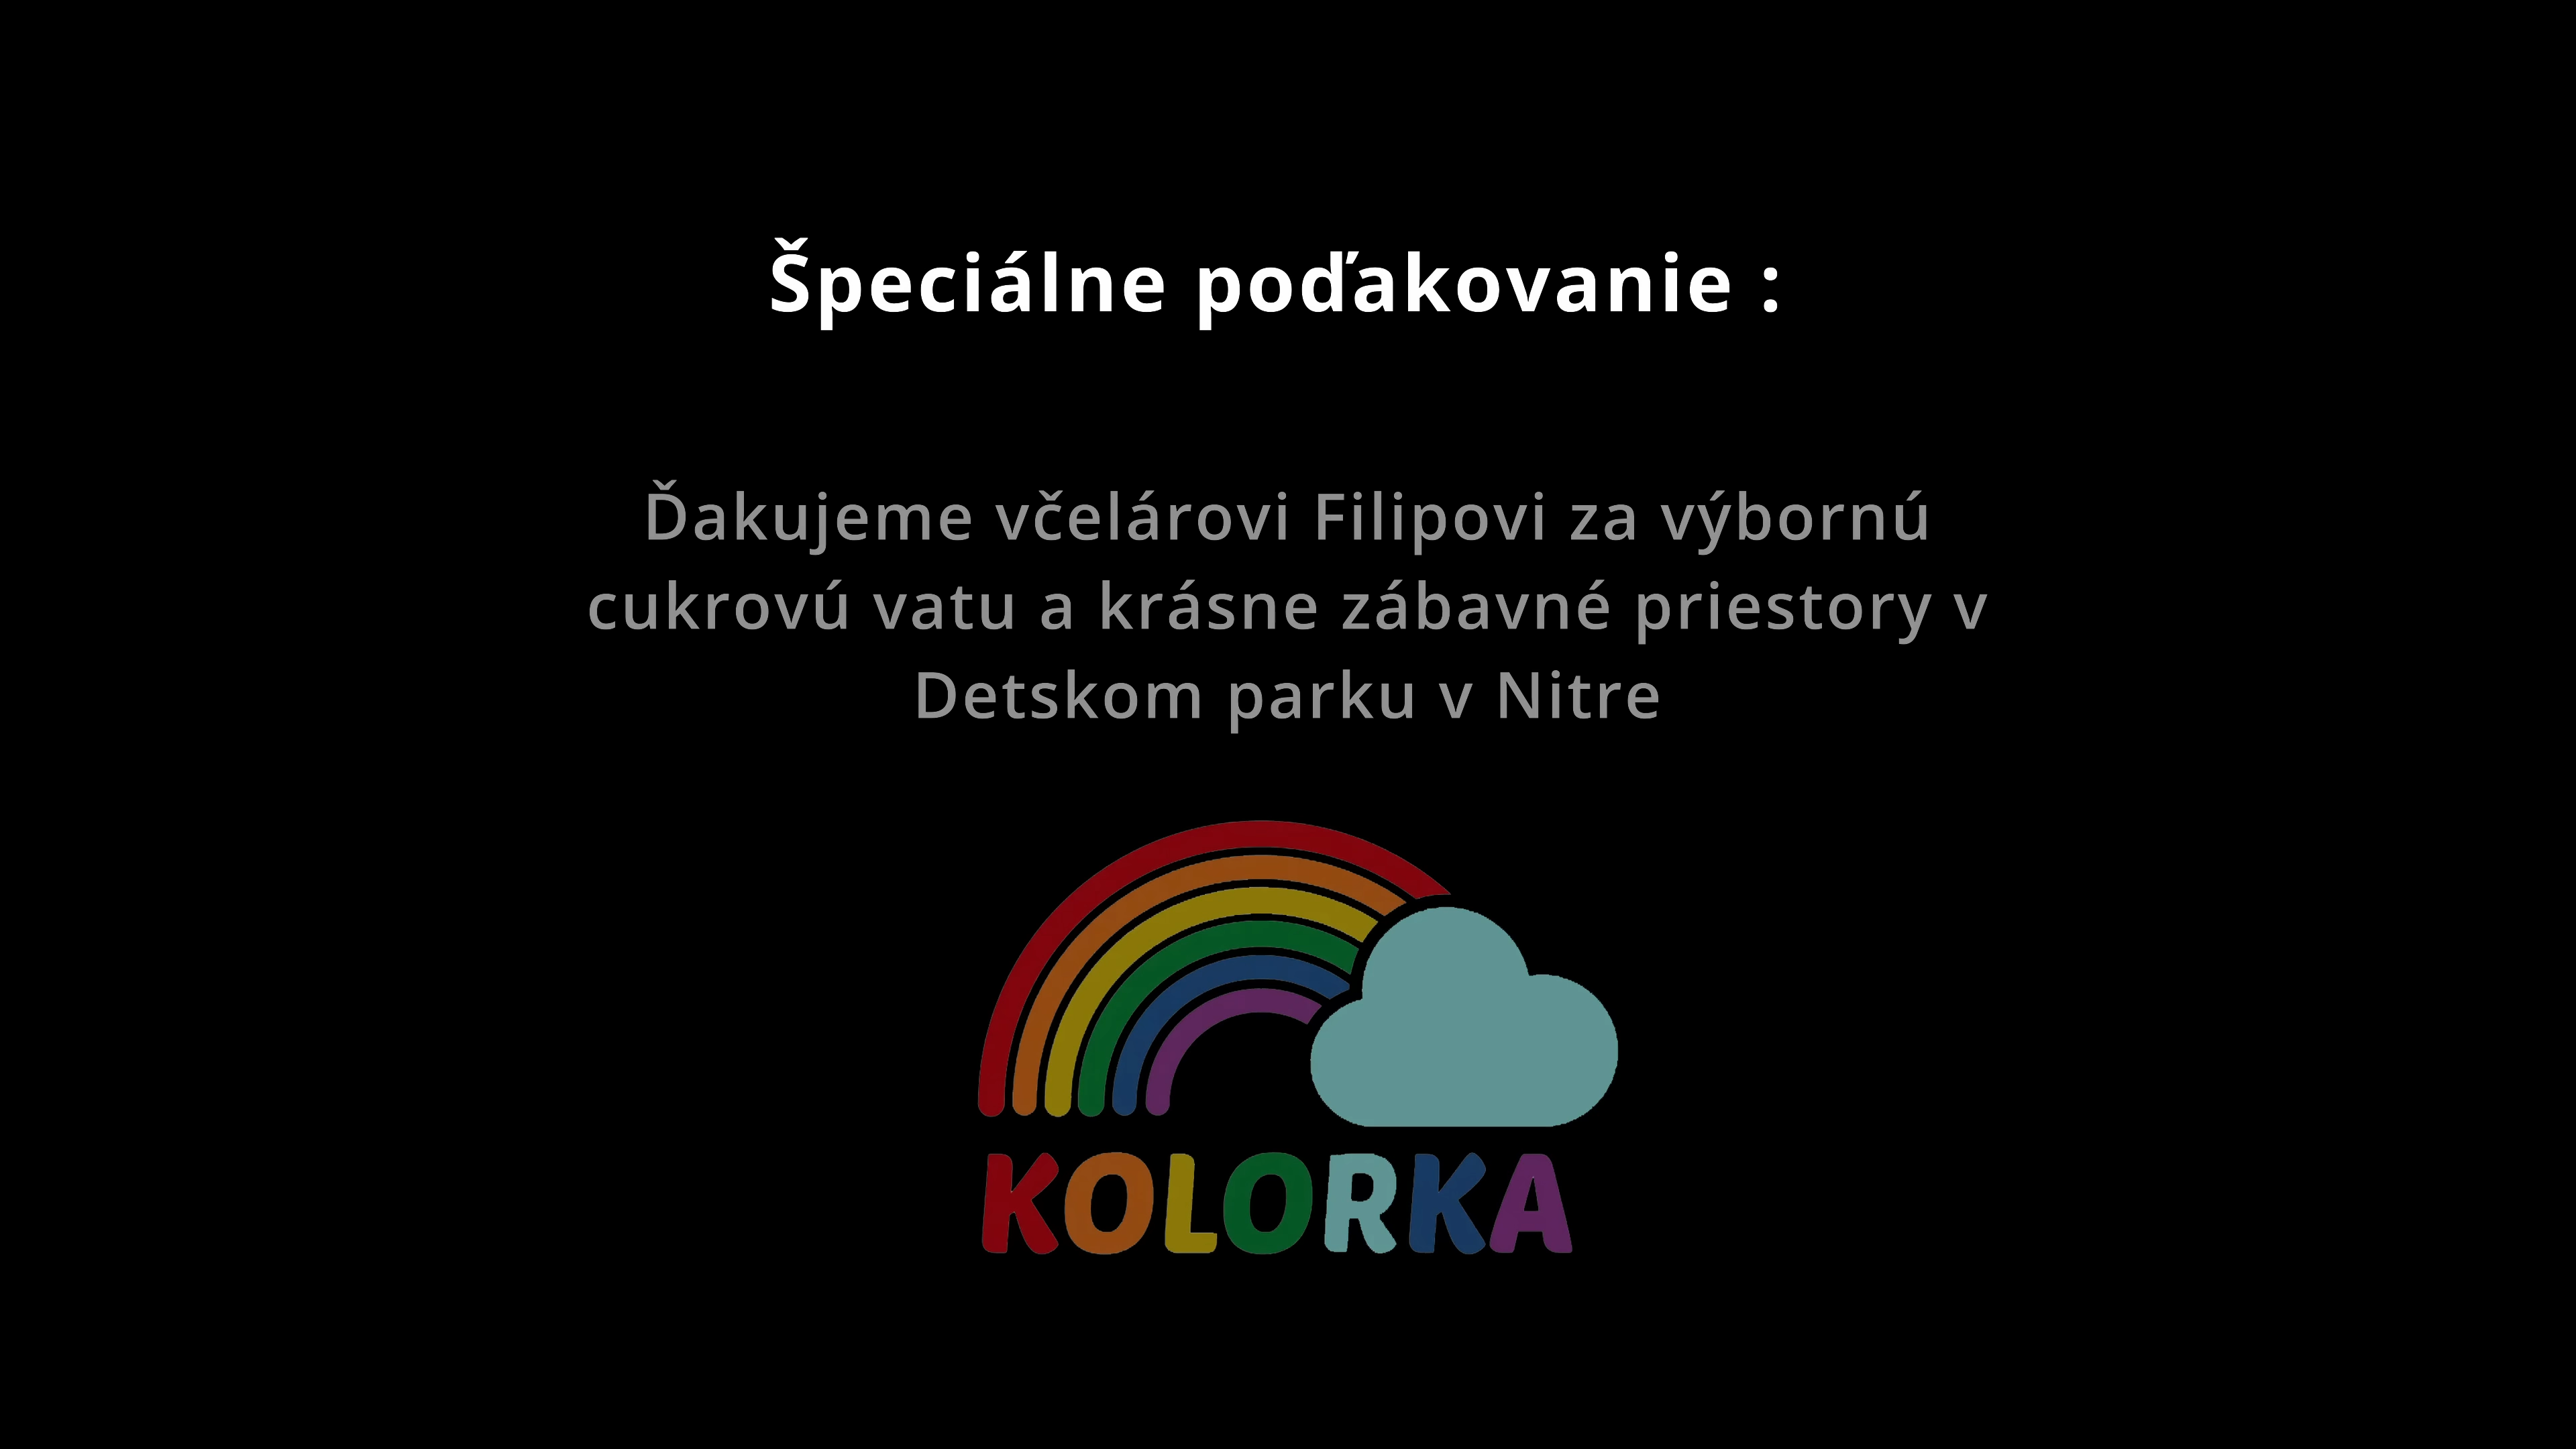 Špeciálne poďakovanie :
Ďakujeme včelárovi Filipovi za výbornú
cukrovú vatu a krásne zábavné priestory v
Detskom parku v Nitre
KOLORKA